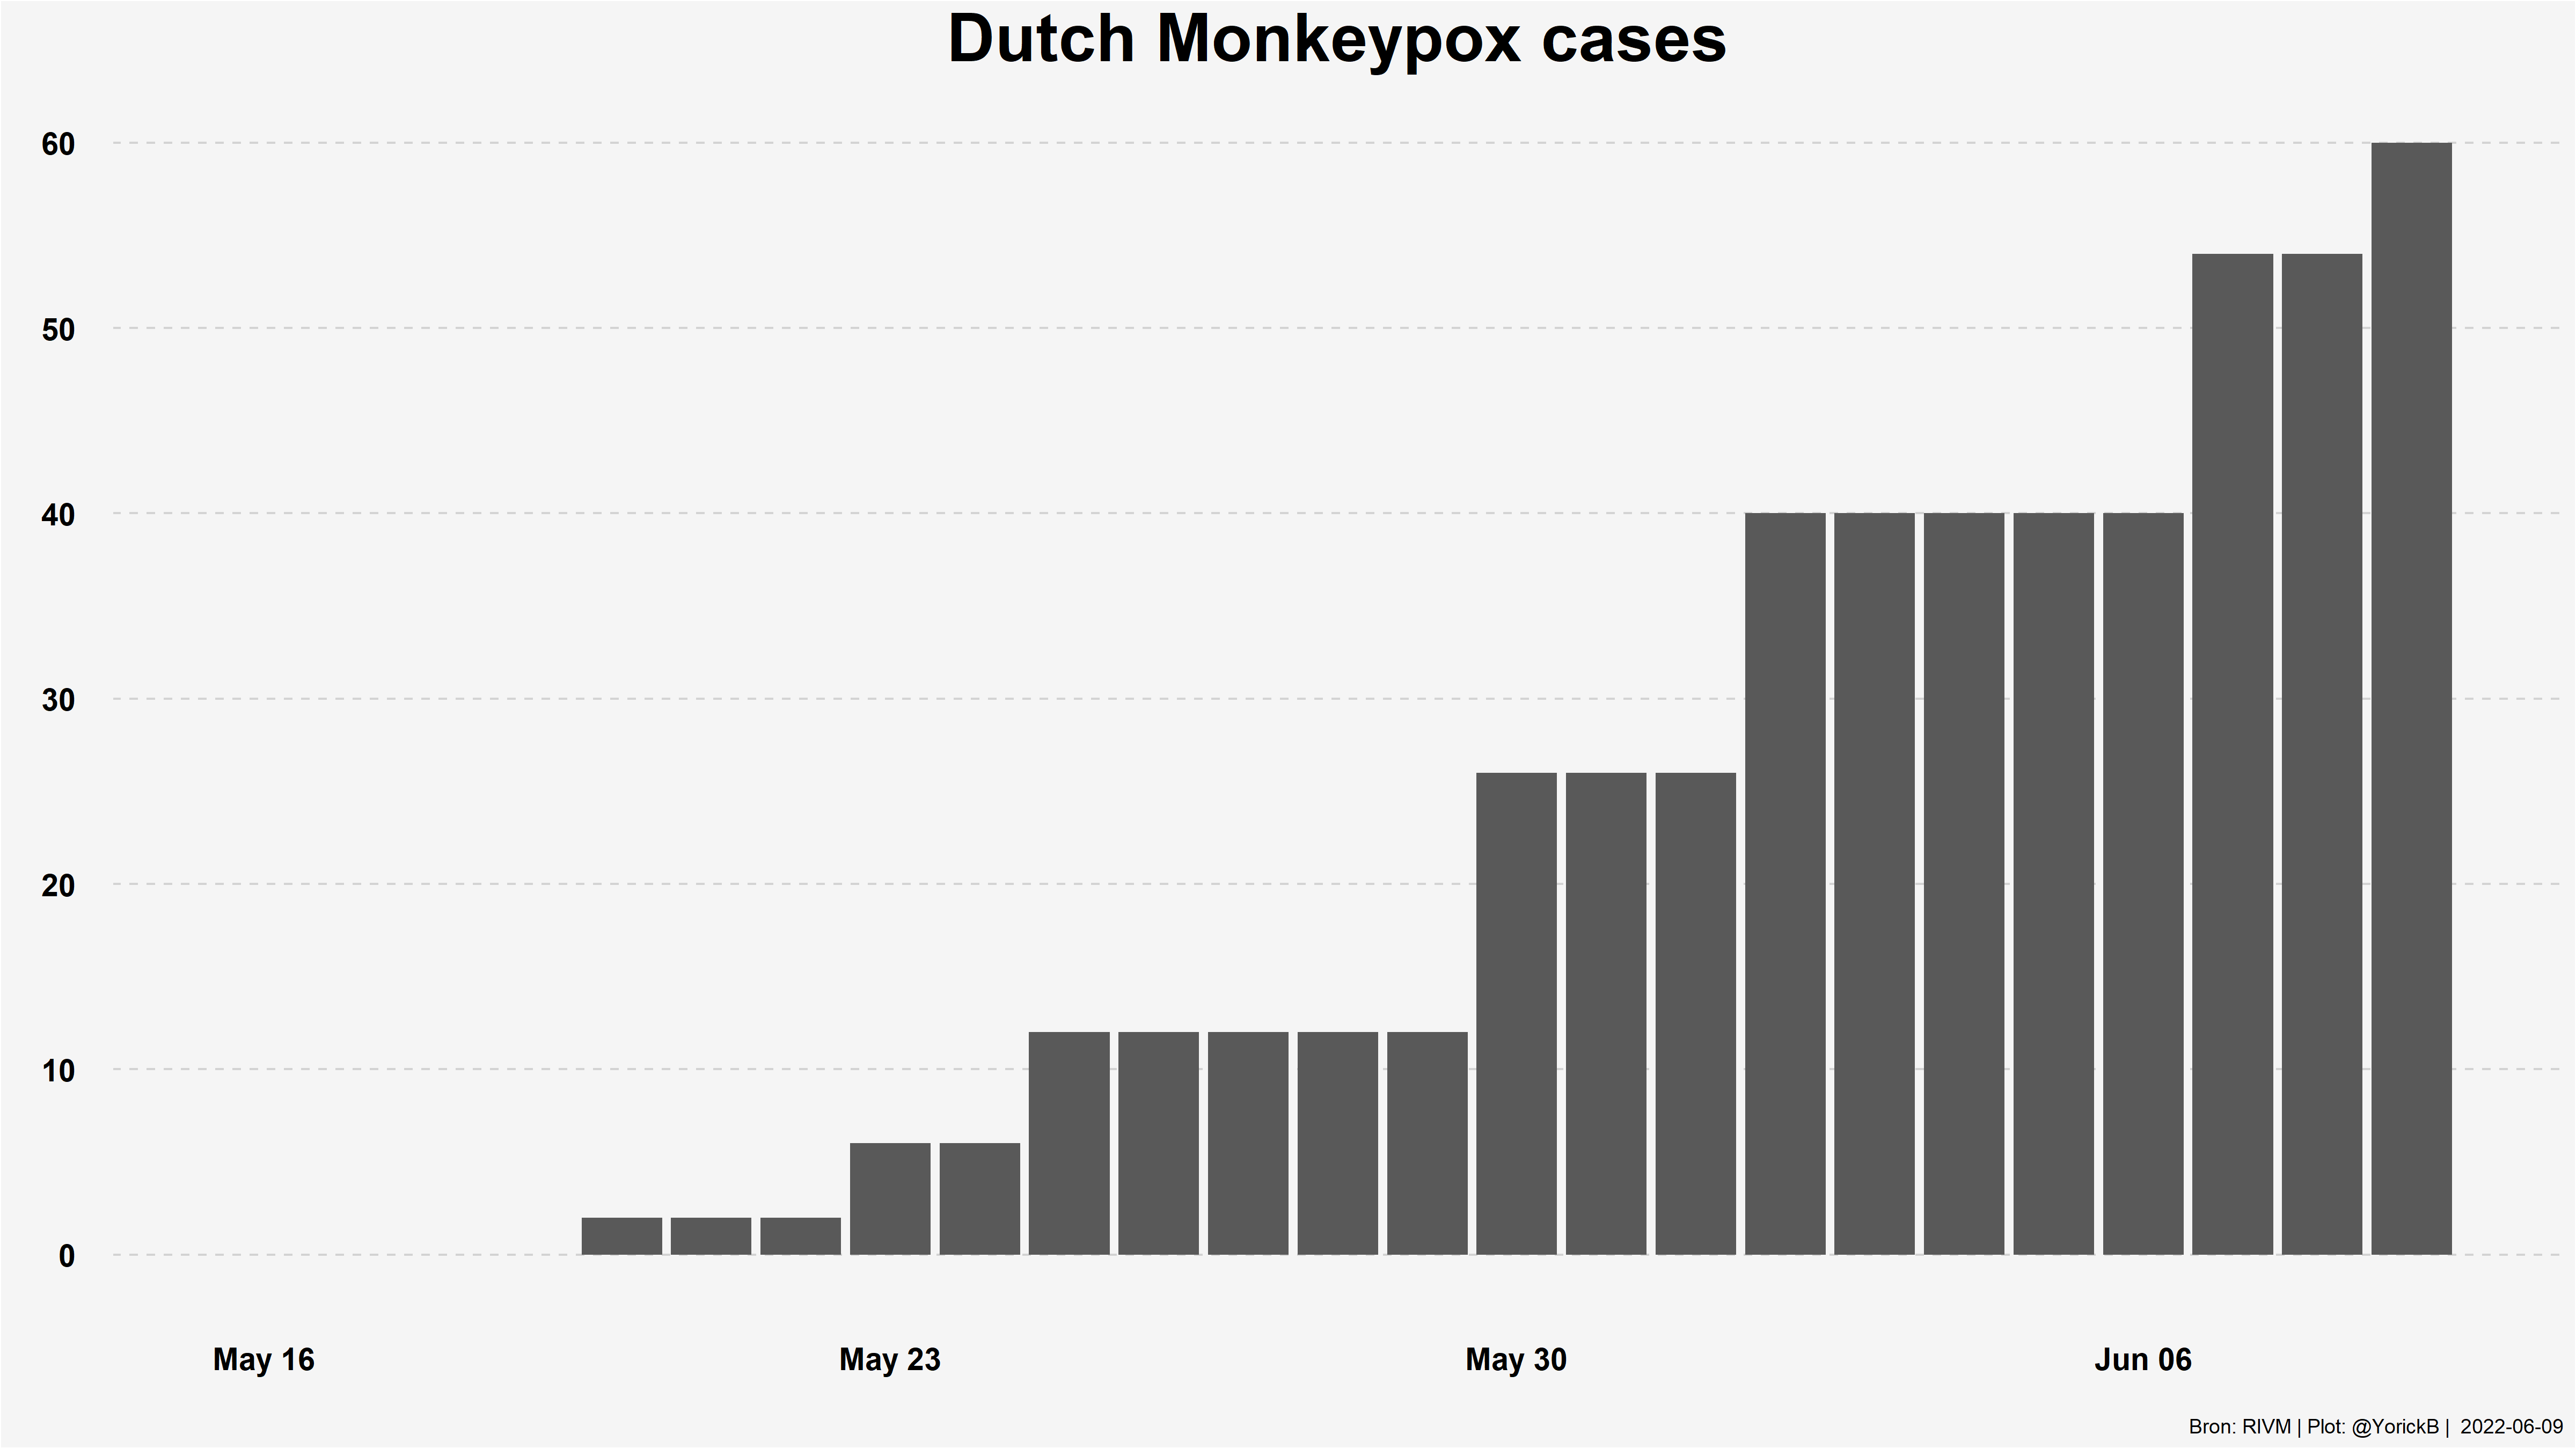 Dutch Monkeypox cases
60
50
40
30
20
10
0
May 16 May 23 May 30 Jun 06
Bron: RIVM | Plot: @YorickB | 2022-06-09